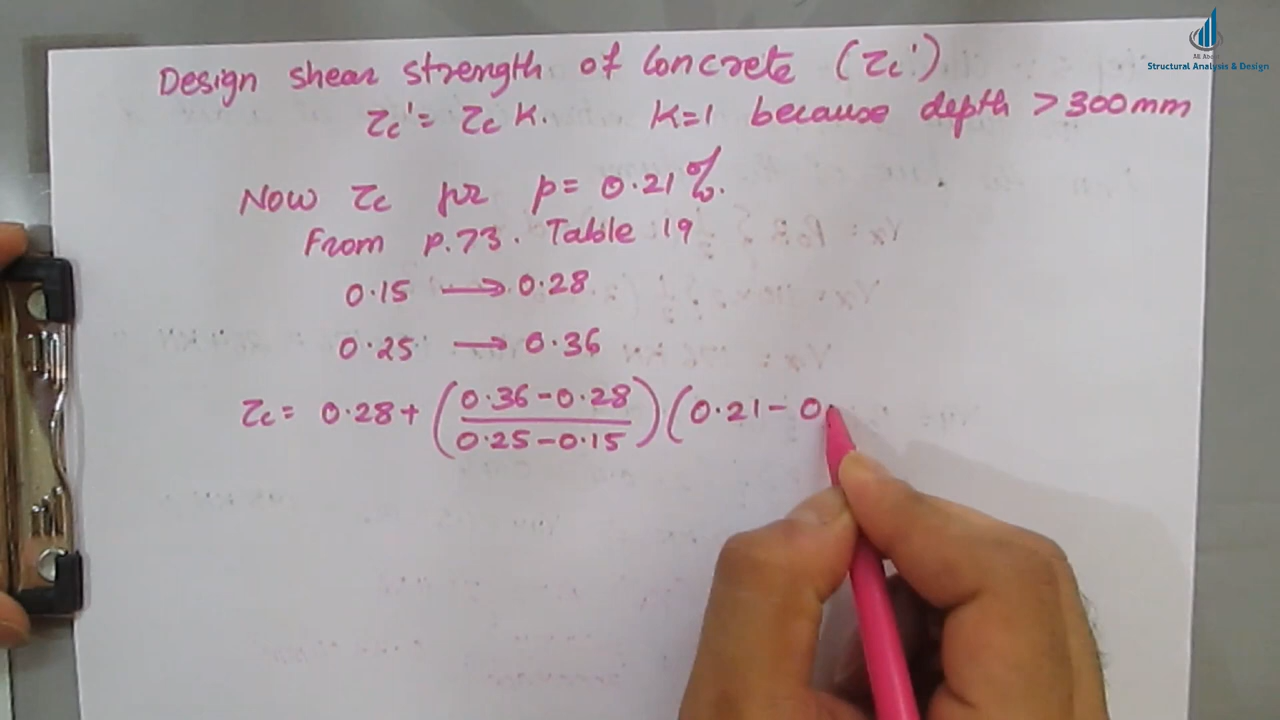 All About
Structural Analysis & Design
Design shear strength of Concrete (τc')
τc' = τc K. K=1 because depth > 300mm
Now τc for p= 0.21%.
From p.73. Table 19
0.15 → 0.28
0.25 → 0.36
τc = 0.28 + (0.36-0.28 / 0.25-0.15) (0.21- 0.